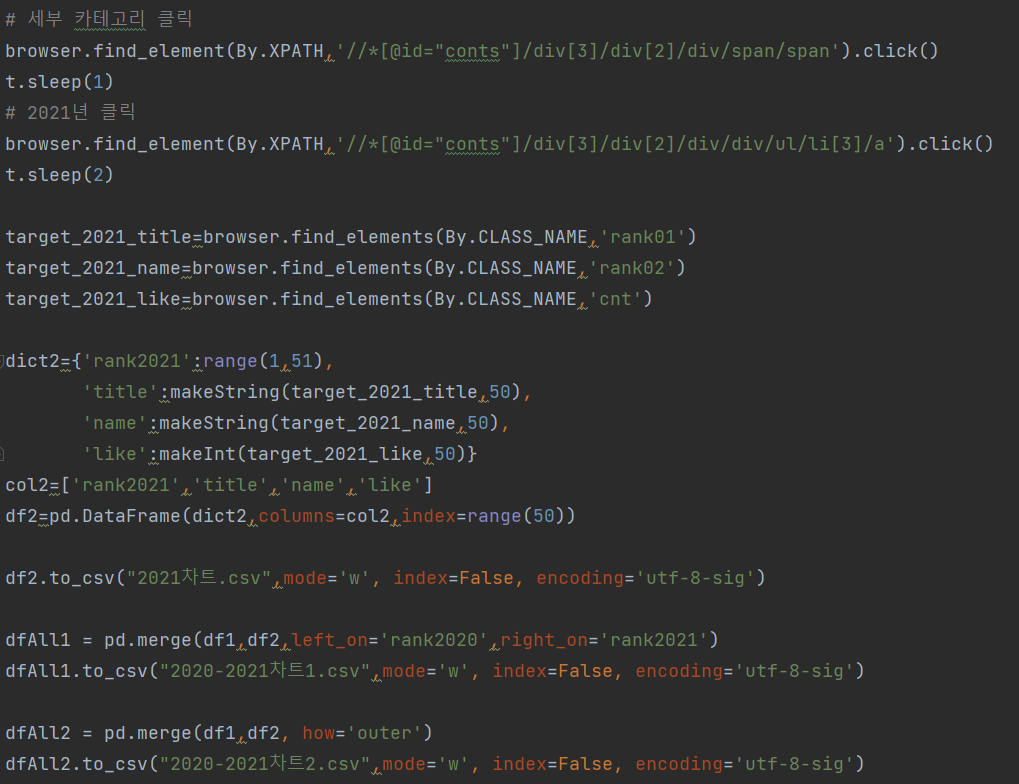 # 세부 카테고리 클릭
browser.find_element(By.XPATH,'//*[@id="conts"]/div[3]/div[2]/div/span/span').click()
t.sleep(1)
# 2021년 클릭
browser.find_element(By.XPATH,'//*[@id="conts"]/div[3]/div[2]/div/div/ul/li[3]/a').click()
t.sleep(2)
target_2021_title=browser.find_elements(By.CLASS_NAME,'rank01')
target_2021_name=browser.find_elements(By.CLASS_NAME,'rank02')
target_2021_like=browser.find_elements(By.CLASS_NAME,'cnt')
dict2={'rank2021':range(1,51),
'title':makeString(target_2021_title,50),
'name':makeString(target_2021_name,50),
'like':makeInt(target_2021_like,50)}
col2=['rank2021','title','name','like']
df2=pd.DataFrame(dict2,columns=col2,index=range(50))
df2.to_csv("2021차트.csv",mode='w', index=False, encoding='utf-8-sig')
dfAll1 = pd.merge(df1,df2,left_on='rank2020',right_on='rank2021')
dfAll1.to_csv("2020-2021차트1.csv",mode='w', index=False, encoding='utf-8-sig')
dfAll2 = pd.merge(df1,df2, how='outer')
dfAll2.to_csv("2020-2021차트2.csv",mode='w', index=False, encoding='utf-8-sig')